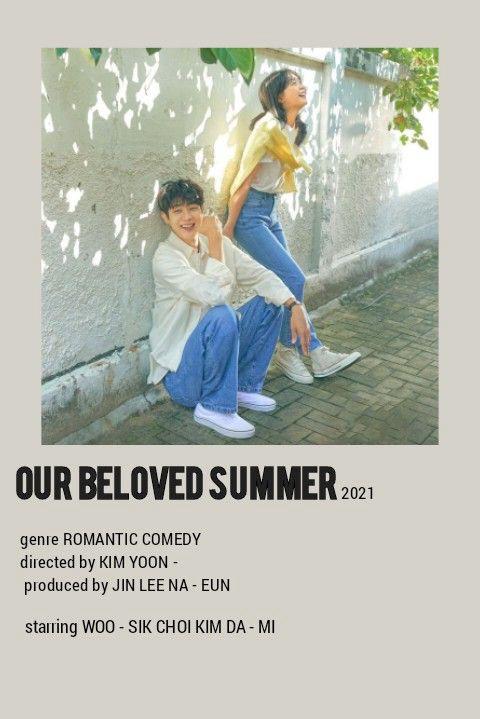 OUR BELOVED SUMMER 2021
genre ROMANTIC COMEDY
directed by KIM YOON -
produced by JIN LEE NA - EUN
starring WOO - SIK CHOI KIM DA - MI